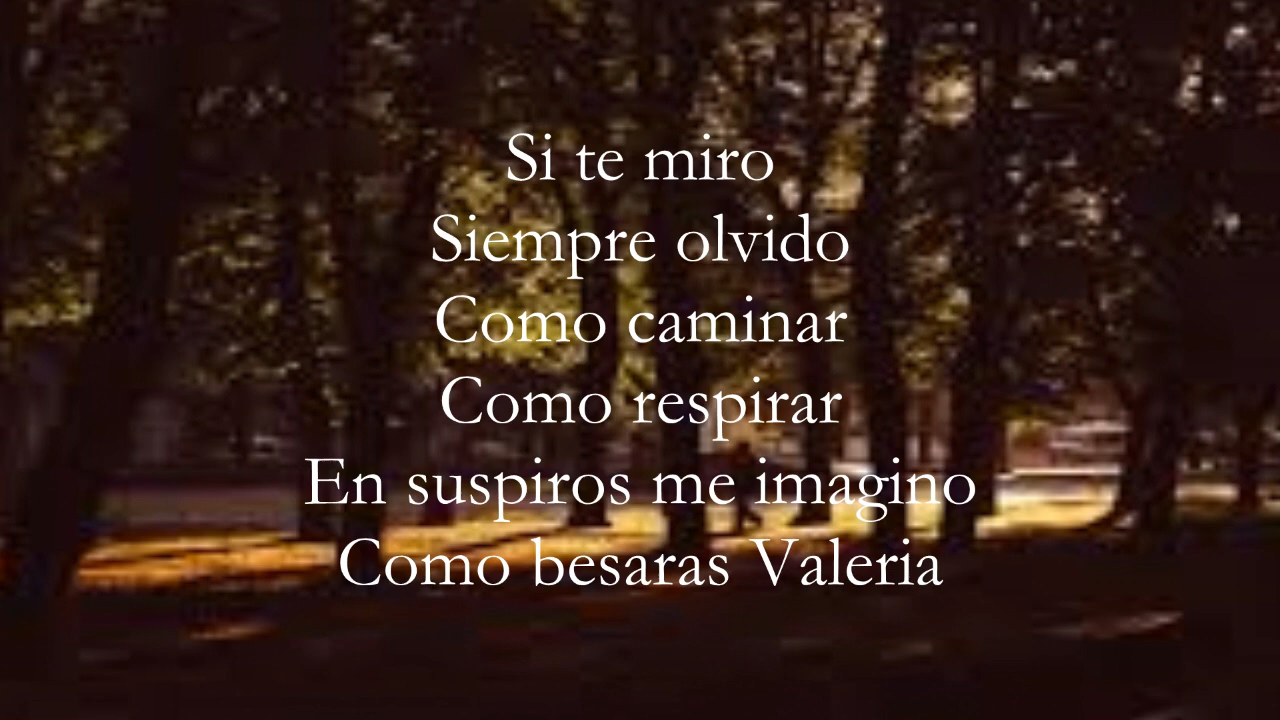 Si te miro
Siempre olvido
Como caminar
Como respirar
En suspiros me imagino
Como besaras Valeria